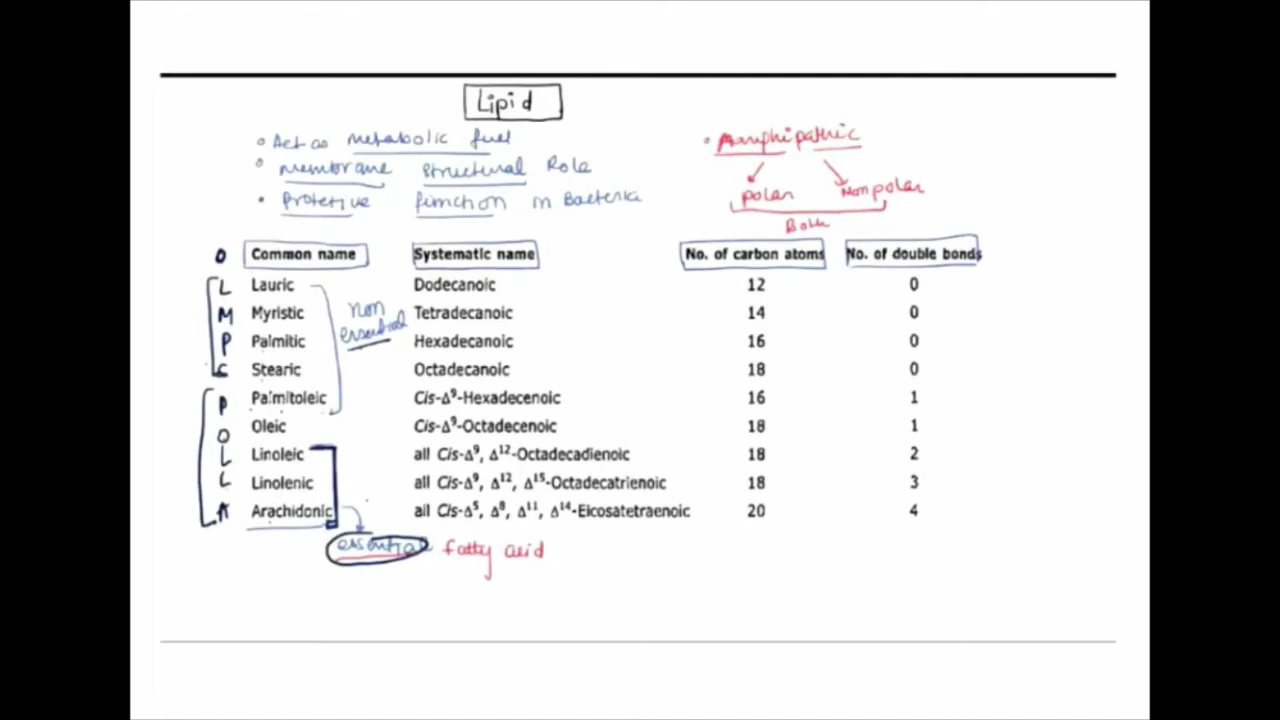 Lipid
• Act as metabolic fuel
• membrane structural Role
• Protetive function in Bacteria
• Amphipathic
polar Nonpolar
Both
Common name Systematic name No. of carbon atoms No. of double bonds
L Lauric Dodecanoic 12 0
M Myristic Tetradecanoic 14 0
P Palmitic Hexadecanoic 16 0
Stearic Octadecanoic 18 0
non essential
P Palmitoleic Cis-Δ⁹-Hexadecenoic 16 1
O Oleic Cis-Δ⁹-Octadecenoic 18 1
L Linoleic all Cis-Δ⁹, Δ¹²-Octadecadienoic 18 2
L Linolenic all Cis-Δ⁹, Δ¹², Δ¹⁵-Octadecatrienoic 18 3
A Arachidonic all Cis-Δ⁵, Δ⁸, Δ¹¹, Δ¹⁴-Eicosatetraenoic 20 4
essential fatty acid